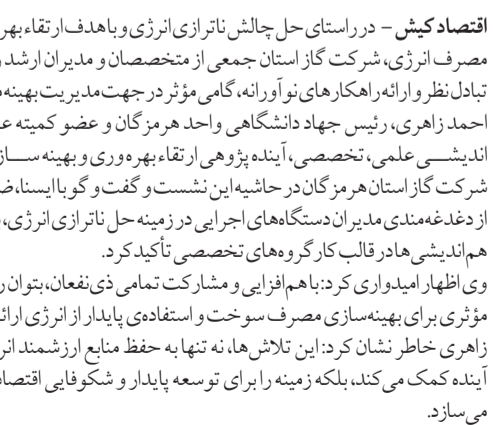 اقتصاد کیش – در راستای حل چالش ناترازی انرژی و با هدف ارتقاء بهر
مصرف انرژی، شرکت گاز استان جمعی از متخصصان و مدیران ارشد
تبادل نظر و ارائه راهکارهای نوآورانه، گامی مؤثر در جهت مدیریت بهینه
احمد زاهری، رئیس جهاد دانشگاهی واحد هرمزگان و عضو کمیته
اندیشی علمی، تخصصی، آینده پژوهی ارتقاء بهره وری و بهینه ساز
شرکت گاز استان هرمزگان در حاشیه این نشست و گفت و گو با ایسنا،
از دغدغه‌مندی مدیران دستگاه‌های اجرایی در زمینه حل ناترازی انرژی،
هم‌اندیشی‌ها در قالب کارگروه‌های تخصصی تأکید کرد.
وی اظهار امیدواری کرد: با هم‌افزایی و مشارکت تمامی ذی‌نفعان، بتوان
مؤثری برای بهینه‌سازی مصرف سوخت و استفاده‌ی پایدار از انرژی ارائ
زاهری خاطر نشان کرد: این تلاش‌ها، نه تنها به حفظ منابع ارزشمند انر
آینده کمک می‌کند، بلکه زمینه را برای توسعه پایدار و شکوفایی اقتصا
می‌سازد.